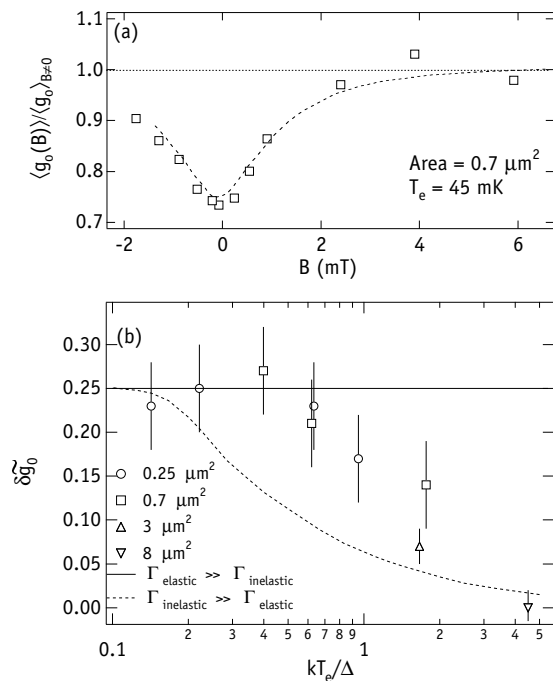 (a)
⟨g₀(B)⟩/⟨g₀⟩B≠0
1.1
1.0
0.9
0.8
0.7
Area = 0.7 μm²
Tₑ = 45 mK
-2 0 2 4 6
B (mT)
(b)
δg̃₀
0.30
0.25
0.20
0.15
0.10
0.05
0.00
0.25 μm²
0.7 μm²
3 μm²
8 μm²
Γelastic >> Γinelastic
Γinelastic >> Γelastic
2 3 4 5 6 7 8 9 2 3 4 5
0.1 1
kTₑ/Δ